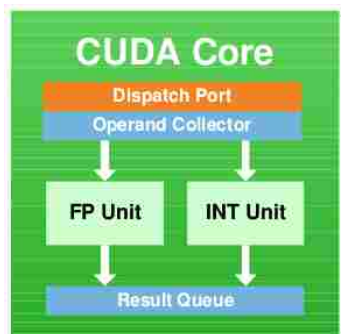 CUDA Core
Dispatch Port
Operand Collector
FP Unit
INT Unit
Result Queue